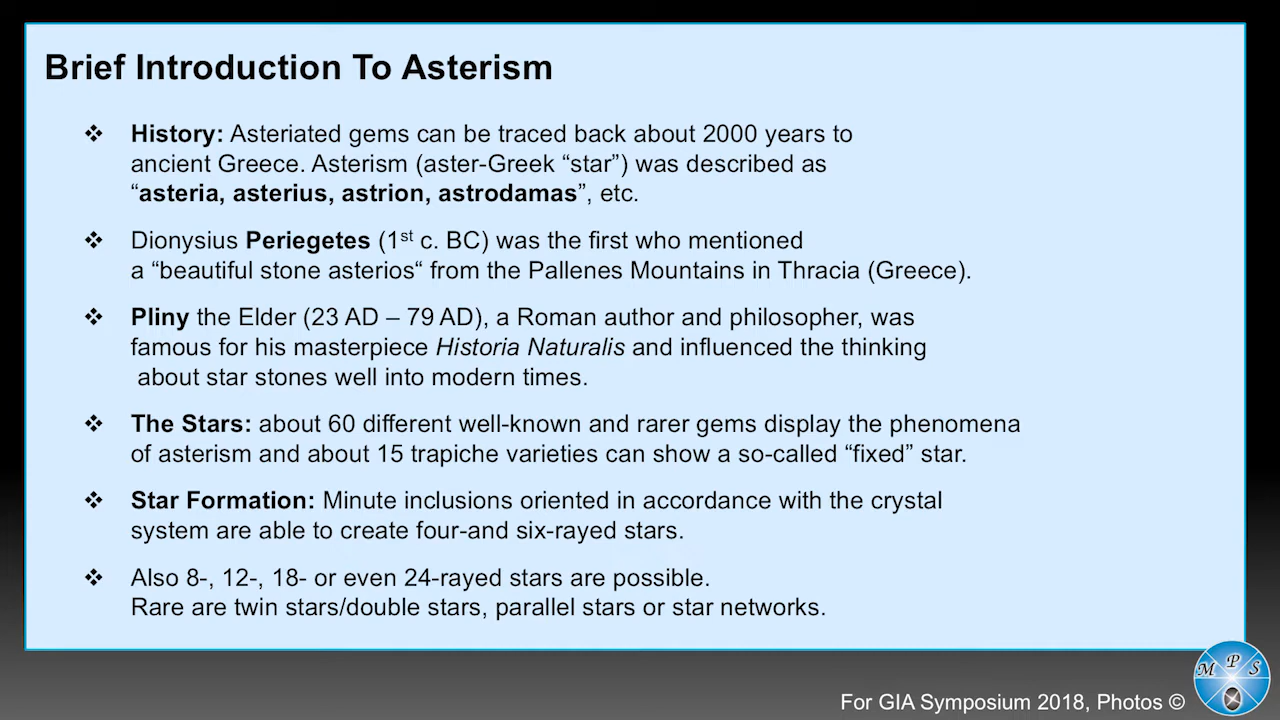 Brief Introduction To Asterism
❖ History: Asteriated gems can be traced back about 2000 years to
ancient Greece. Asterism (aster-Greek “star”) was described as
“asteria, asterius, astrion, astrodamas”, etc.
❖ Dionysius Periegetes (1st c. BC) was the first who mentioned
a “beautiful stone asterios“ from the Pallenes Mountains in Thracia (Greece).
❖ Pliny the Elder (23 AD – 79 AD), a Roman author and philosopher, was
famous for his masterpiece Historia Naturalis and influenced the thinking
about star stones well into modern times.
❖ The Stars: about 60 different well-known and rarer gems display the phenomena
of asterism and about 15 trapiche varieties can show a so-called “fixed” star.
❖ Star Formation: Minute inclusions oriented in accordance with the crystal
system are able to create four-and six-rayed stars.
❖ Also 8-, 12-, 18- or even 24-rayed stars are possible.
Rare are twin stars/double stars, parallel stars or star networks.
For GIA Symposium 2018, Photos ©
M P S